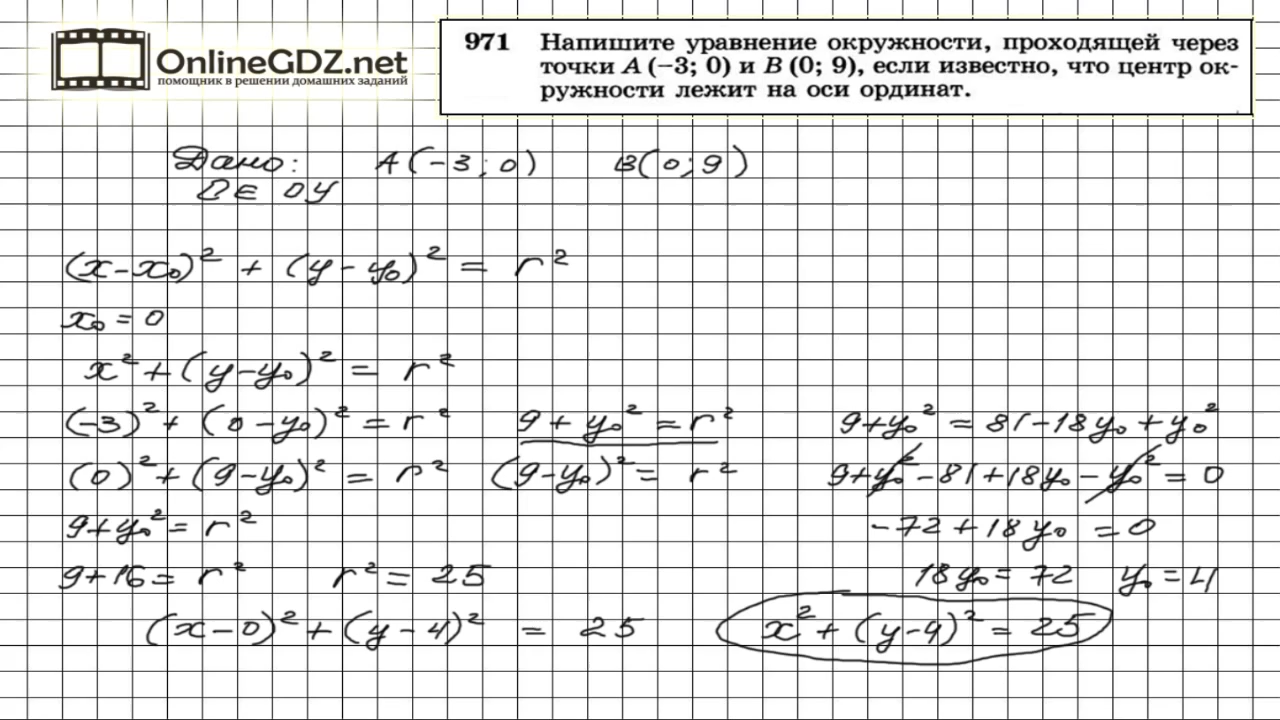 OnlineGDZ.net
помощник в решении домашних заданий
971 Напишите уравнение окружности, проходящей через
точки A (−3; 0) и B (0; 9), если известно, что центр ок-
ружности лежит на оси ординат.
Дано: A(-3; 0) B(0; 9)
O ∈ OY
(x-x₀)² + (y-y₀)² = r²
x₀ = 0
x² + (y-y₀)² = r²
(-3)² + (0-y₀)² = r² 9 + y₀² = r² 9+y₀² = 81-18y₀+y₀²
(0)² + (9-y₀)² = r² (9-y₀)² = r² 9+y₀²-81+18y₀-y₀² = 0
9+y₀² = r² -72+18y₀ = 0
9+16 = r² r² = 25 18y₀ = 72 y₀ = 4
(x-0)² + (y-4)² = 25 x² + (y-4)² = 25